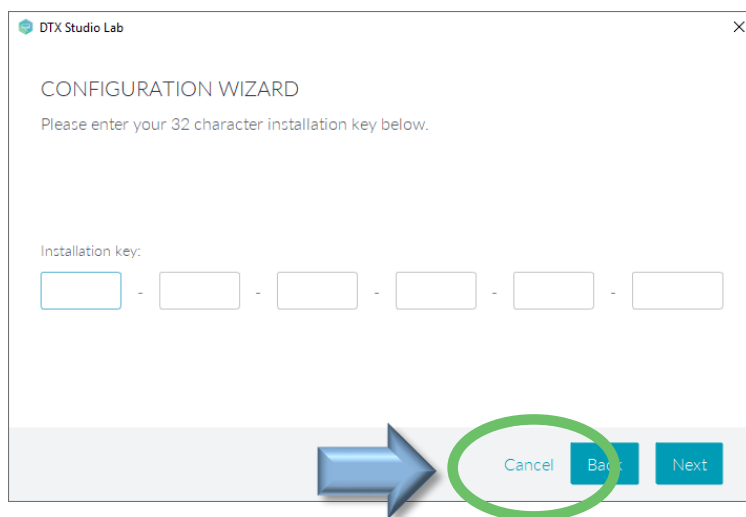 DTX Studio Lab
CONFIGURATION WIZARD
Please enter your 32 character installation key below.
Installation key:
- - - - -
Cancel Back Next